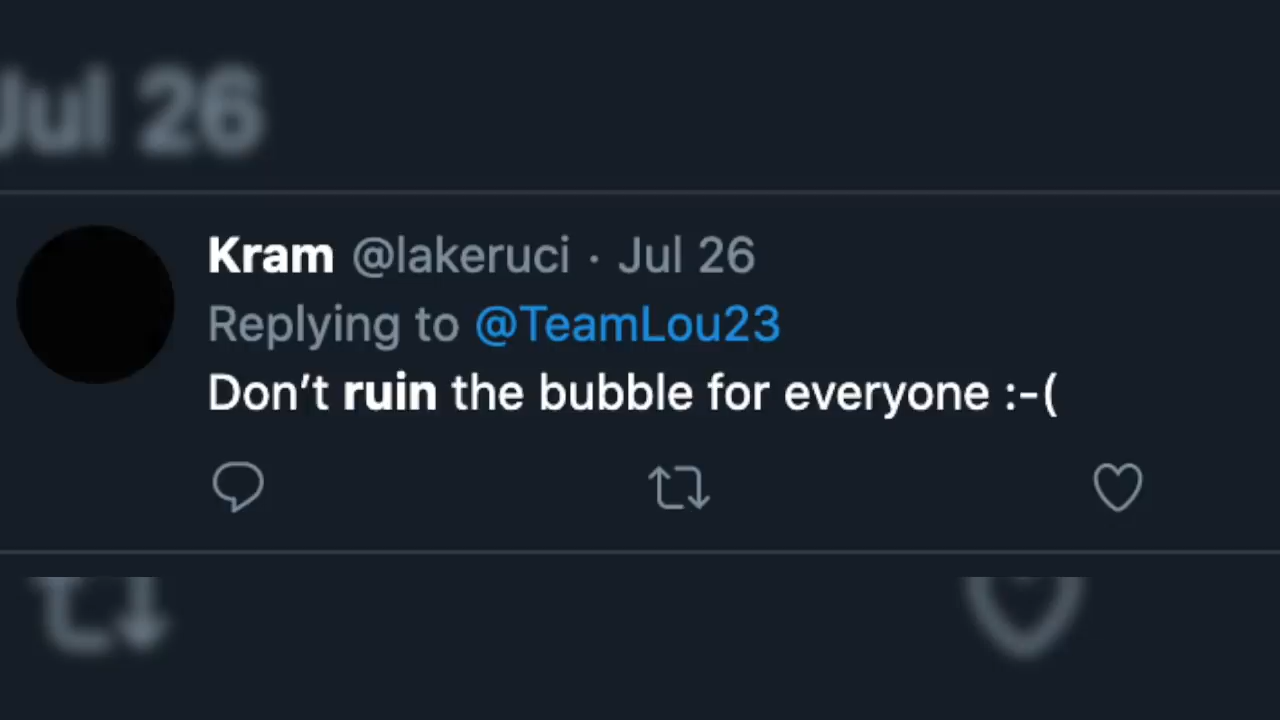 Jul 26
Kram @lakeruci · Jul 26
Replying to @TeamLou23
Don’t ruin the bubble for everyone :-(